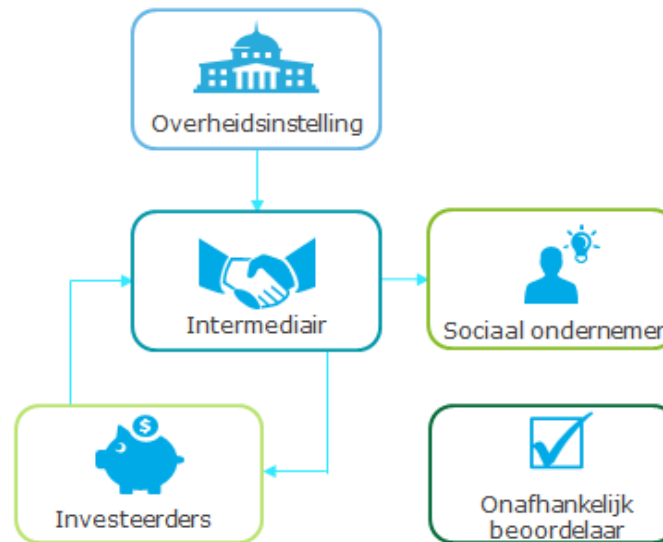 Overheidsinstelling
Intermediair
Sociaal ondernemer
$
Investeerders
Onafhankelijk
beoordelaar